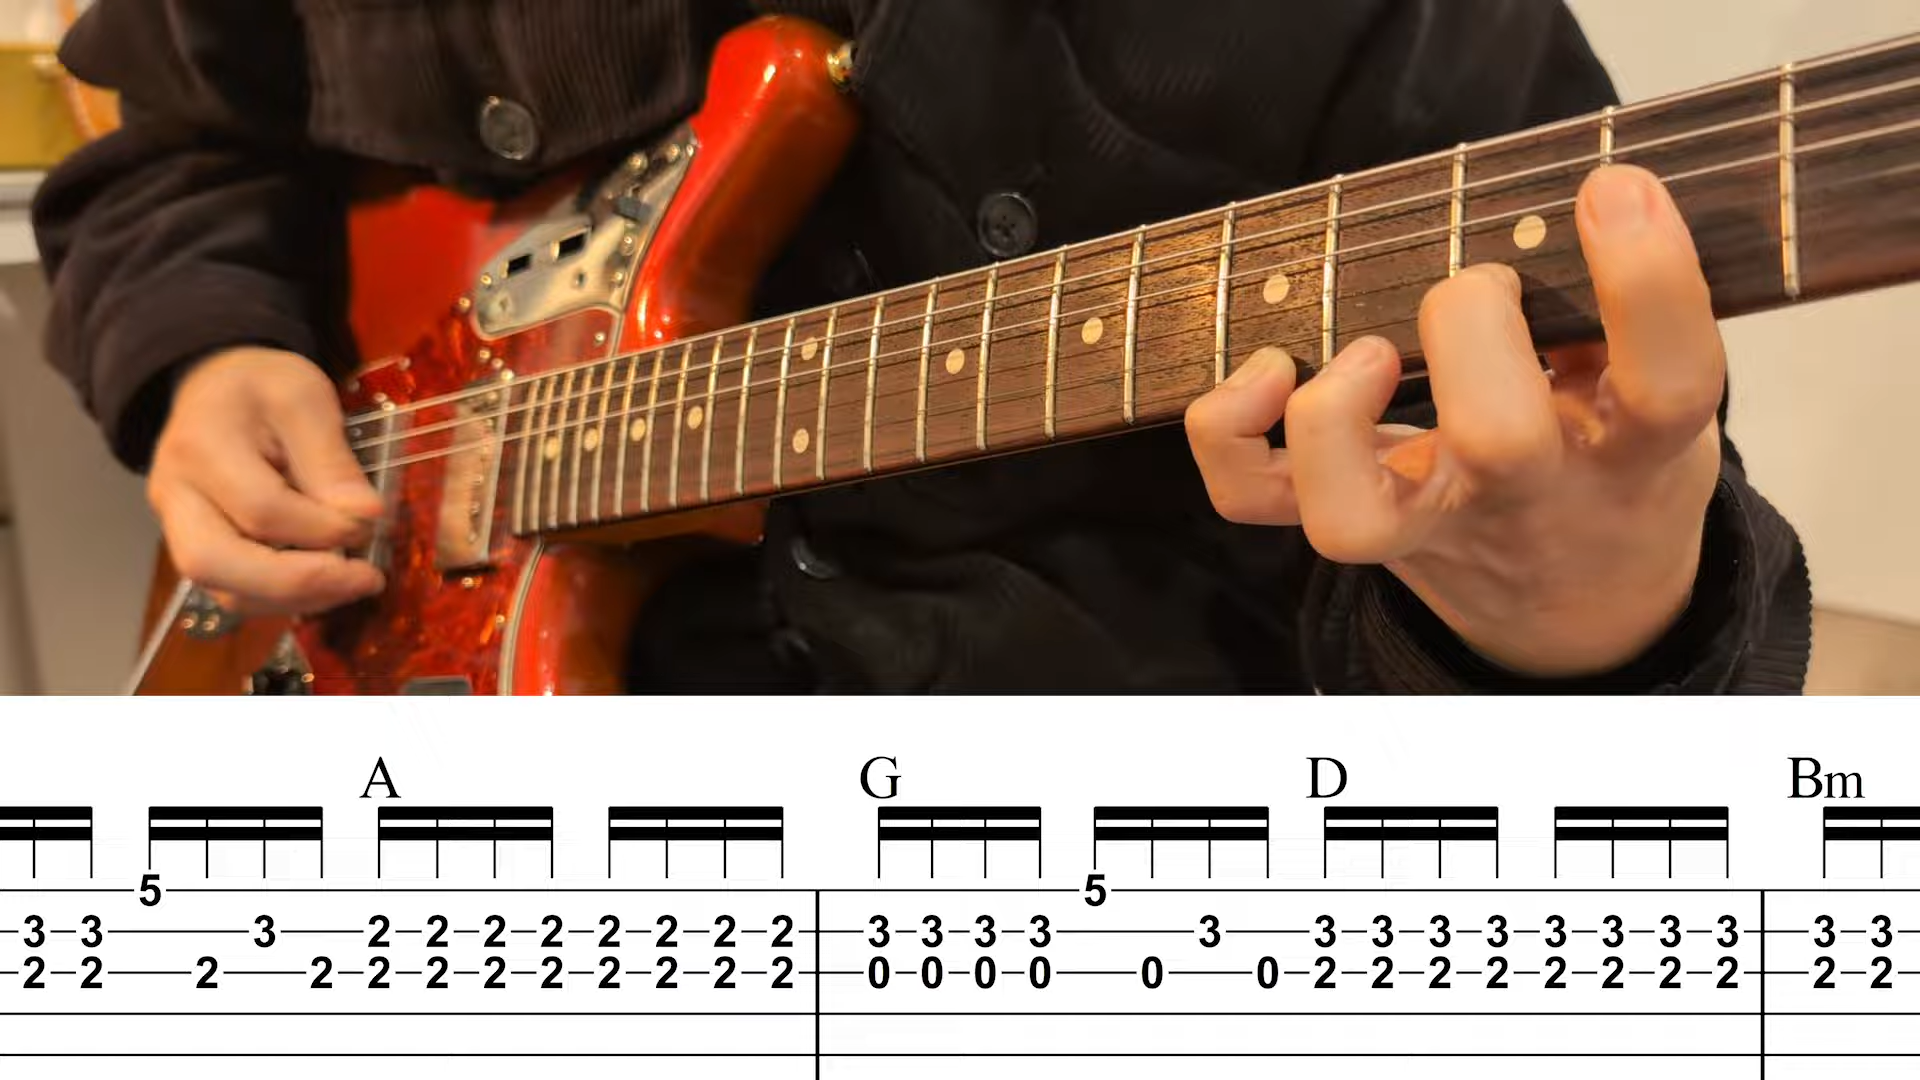 A G D Bm
5 5
3 3 3 2 2 2 2 2 2 2 2 3 3 3 3 3 3 3 3 3 3 3 3 3 3 3
2 2 2 2 2 2 2 2 2 2 2 2 0 0 0 0 0 0 2 2 2 2 2 2 2 2 2 2